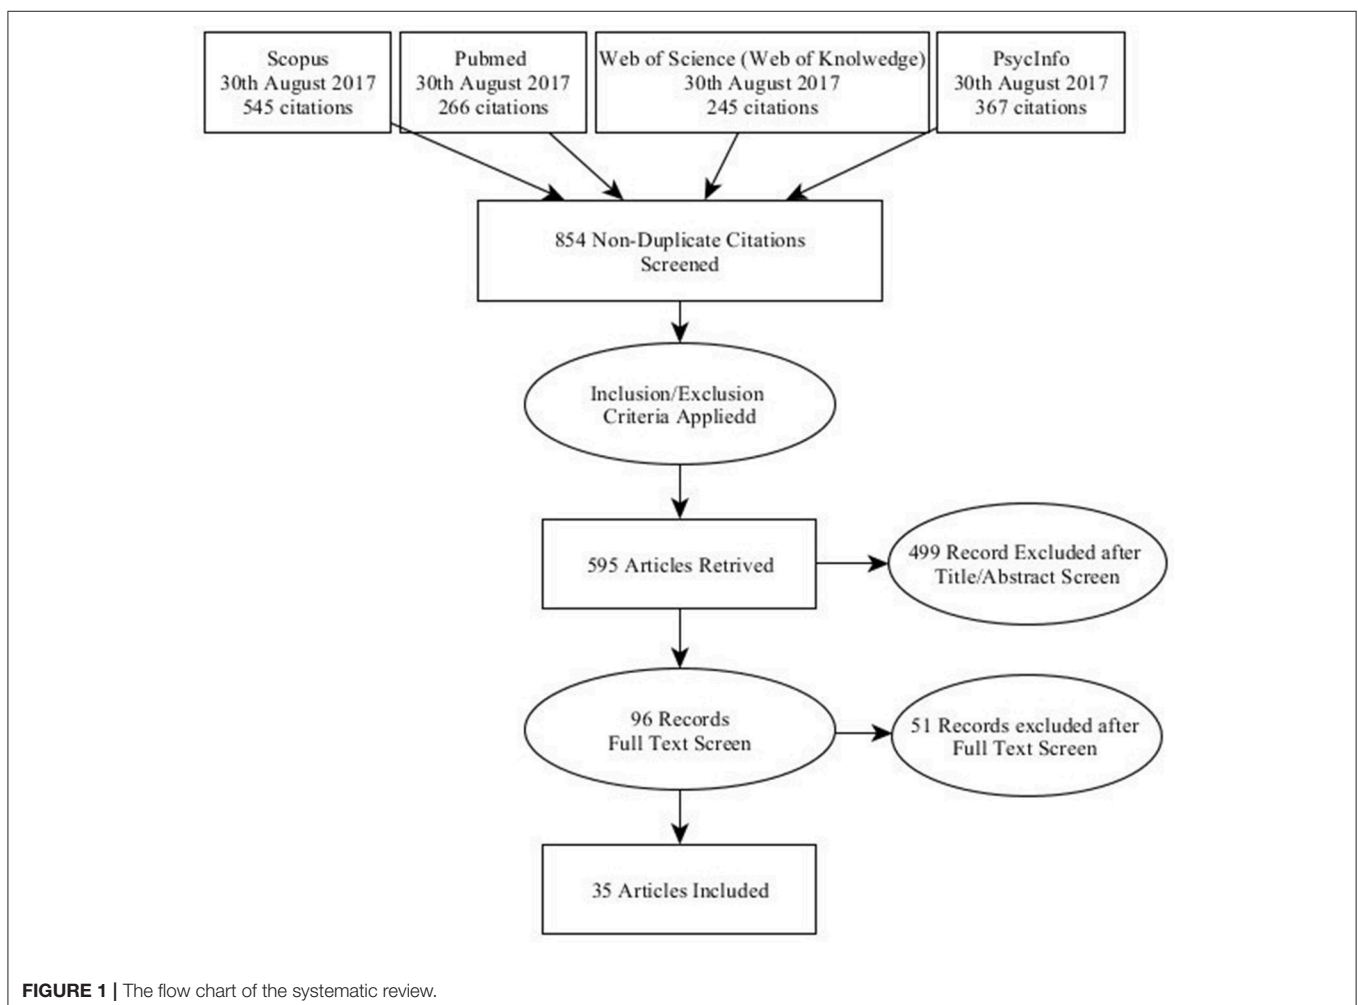 Scopus
30th August 2017
545 citations
Pubmed
30th August 2017
266 citations
Web of Science (Web of Knolwedge)
30th August 2017
245 citations
PsycInfo
30th August 2017
367 citations
854 Non-Duplicate Citations
Screened
Inclusion/Exclusion
Criteria Appliedd
595 Articles Retrived
499 Record Excluded after
Title/Abstract Screen
96 Records
Full Text Screen
51 Records excluded after
Full Text Screen
35 Articles Included
FIGURE 1 | The flow chart of the systematic review.